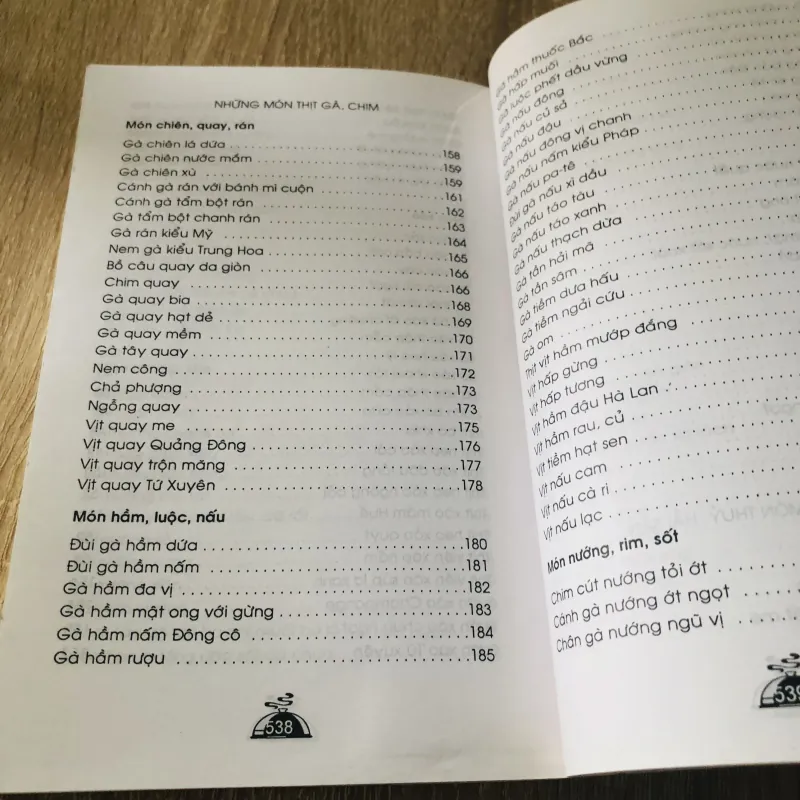 NHỮNG MÓN THỊT GÀ, CHIM
Món chiên, quay, rán
Gà chiên lá dứa 158
Gà chiên nước mắm 159
Gà chiên xù 159
Cánh gà rán với bánh mì cuộn 161
Cánh gà tẩm bột rán 162
Gà tẩm bột chanh rán 163
Gà rán kiểu Mỹ 164
Nem gà kiểu Trung Hoa 165
Bồ câu quay da giòn 166
Chim quay 166
Gà quay bia 168
Gà quay hạt dẻ 169
Gà quay mềm 170
Gà tây quay 171
Nem công 172
Chả phượng 173
Ngỗng quay 173
Vịt quay me 175
Vịt quay Quảng Đông 176
Vịt quay trộn măng 177
Vịt quay Tứ Xuyên 178
Món hầm, luộc, nấu
Đùi gà hầm dừa 180
Đùi gà hầm nấm 181
Gà hầm đa vị 182
Gà hầm mật ong với gừng 183
Gà hầm nấm Đông cô 184
Gà hầm rượu 185
538
Gà hầm thuốc Bắc
Gà hấp muối
Gà luộc phết dầu vừng
Gà nấu đông
Gà nấu củ sả
Gà nấu đậu
Gà nấu đông vị chanh
Gà nấu nấm kiểu Pháp
Gà nấu pa-tê
Đùi gà nấu xì dầu
Gà nấu táo tàu
Gà nấu táo xanh
Gà nấu thạch dừa
Gà tần hải mã
Gà tần sâm
Gà tiềm dưa hấu
Gà tiềm ngải cứu
Gà om
Thịt vịt hầm mướp đắng
Vịt hấp gừng
Vịt hấp tương
Vịt hầm đậu Hà Lan
Vịt hầm rau, củ
Vịt tiềm hạt sen
Vịt nấu cam
Vịt nấu cà ri
Vịt nấu lạc
Món nướng, rim, sốt
Chim cút nướng tỏi ớt
Cánh gà nướng ớt ngọt
Chân gà nướng ngũ vị
539